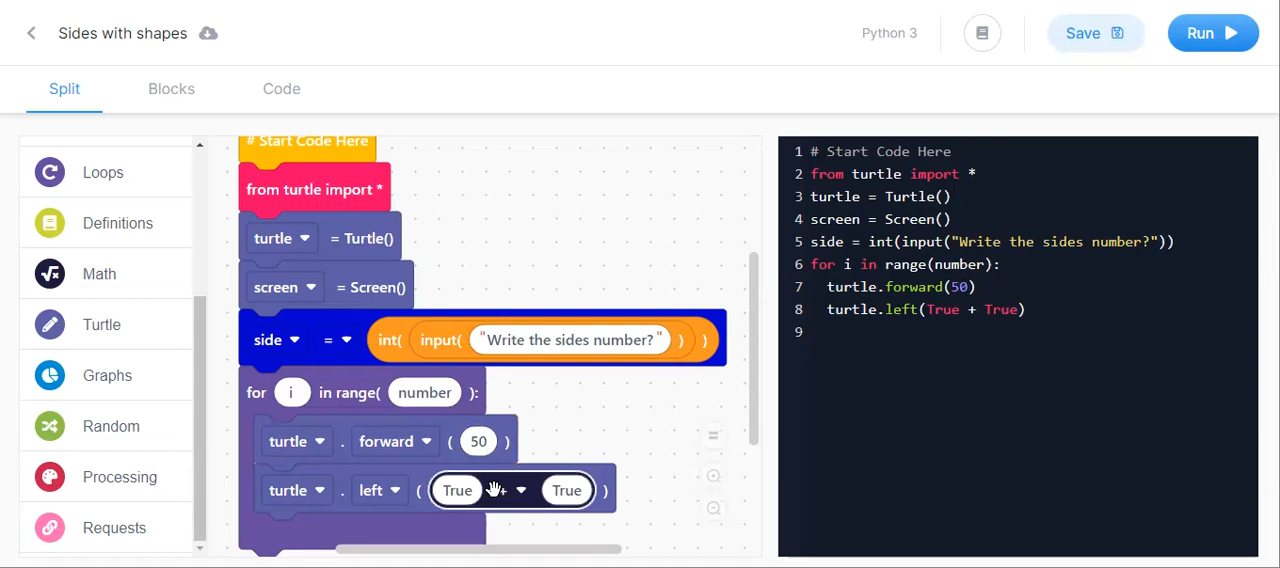 Sides with shapes
Python 3
Save
Run
Split
Blocks
Code
Loops
Definitions
Math
Turtle
Graphs
Random
Processing
Requests
# Start Code Here
from turtle import *
turtle = Turtle()
screen = Screen()
side = int( input( "Write the sides number?" ) )
for i in range( number ):
turtle . forward ( 50 )
turtle . left ( True + True )
1 # Start Code Here
2 from turtle import *
3 turtle = Turtle()
4 screen = Screen()
5 side = int(input("Write the sides number?"))
6 for i in range(number):
7 turtle.forward(50)
8 turtle.left(True + True)
9